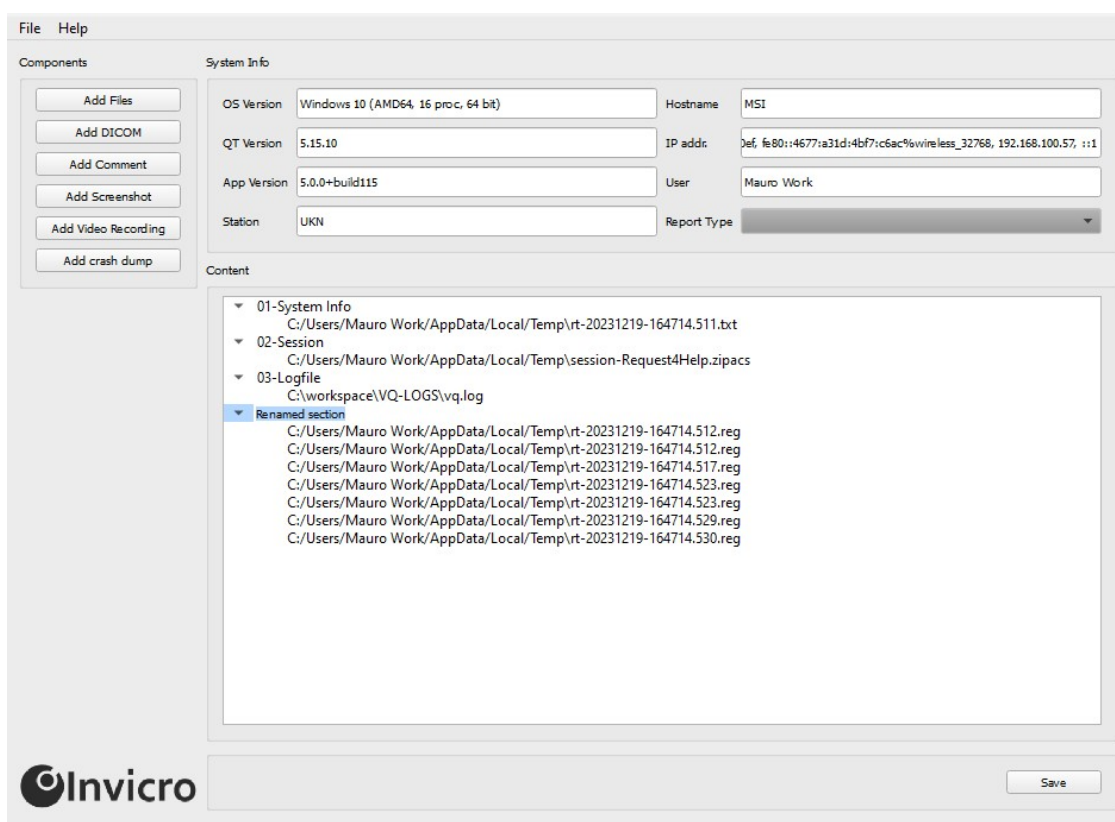 File Help
Components
Add Files
Add DICOM
Add Comment
Add Screenshot
Add Video Recording
Add crash dump
System Info
OS Version Windows 10 (AMD64, 16 proc, 64 bit) Hostname MSI
QT Version 5.15.10 IP addr. fe80::4677:a31d:4bf7:c6ac%wireless_32768, 192.168.100.57, ::1
App Version 5.0.0+build115 User Mauro Work
Station UKN Report Type
Content
01-System Info
C:/Users/Mauro Work/AppData/Local/Temp\rt-20231219-164714.511.txt
02-Session
C:/Users/Mauro Work/AppData/Local/Temp\session-Request4Help.zipacs
03-Logfile
C:\workspace\VQ-LOGS\vq.log
Renamed section
C:/Users/Mauro Work/AppData/Local/Temp\rt-20231219-164714.512.reg
C:/Users/Mauro Work/AppData/Local/Temp\rt-20231219-164714.512.reg
C:/Users/Mauro Work/AppData/Local/Temp\rt-20231219-164714.517.reg
C:/Users/Mauro Work/AppData/Local/Temp\rt-20231219-164714.523.reg
C:/Users/Mauro Work/AppData/Local/Temp\rt-20231219-164714.523.reg
C:/Users/Mauro Work/AppData/Local/Temp\rt-20231219-164714.529.reg
C:/Users/Mauro Work/AppData/Local/Temp\rt-20231219-164714.530.reg
Invicro
Save